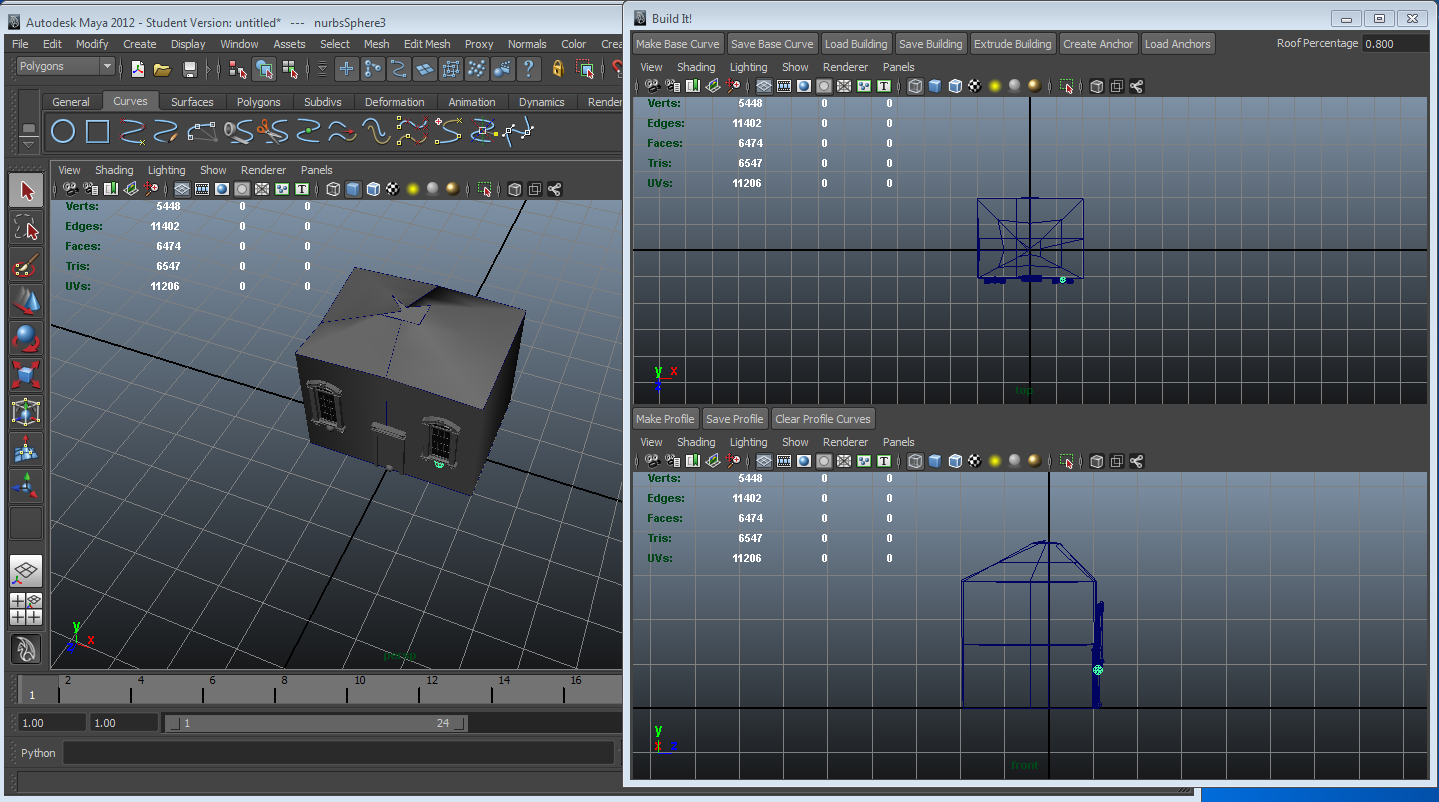 Autodesk Maya 2012 - Student Version: untitled*   ---   nurbsSphere3
File Edit Modify Create Display Window Assets Select Mesh Edit Mesh Proxy Normals Color Crea
Polygons
General Curves Surfaces Polygons Subdivs Deformation Animation Dynamics Render
View Shading Lighting Show Renderer Panels
Verts: 5448 0 0
Edges: 11402 0 0
Faces: 6474 0 0
Tris: 6547 0 0
UVs: 11206 0 0
y
x
z
persp
2 4 6 8 10 12 14 16
1
1.00 1.00 1 24
Python
Build It!
Make Base Curve Save Base Curve Load Building Save Building Extrude Building Create Anchor Load Anchors Roof Percentage 0.800
View Shading Lighting Show Renderer Panels
Verts: 5448 0 0
Edges: 11402 0 0
Faces: 6474 0 0
Tris: 6547 0 0
UVs: 11206 0 0
y x
z
top
Make Profile Save Profile Clear Profile Curves
View Shading Lighting Show Renderer Panels
Verts: 5448 0 0
Edges: 11402 0 0
Faces: 6474 0 0
Tris: 6547 0 0
UVs: 11206 0 0
y
x z
front